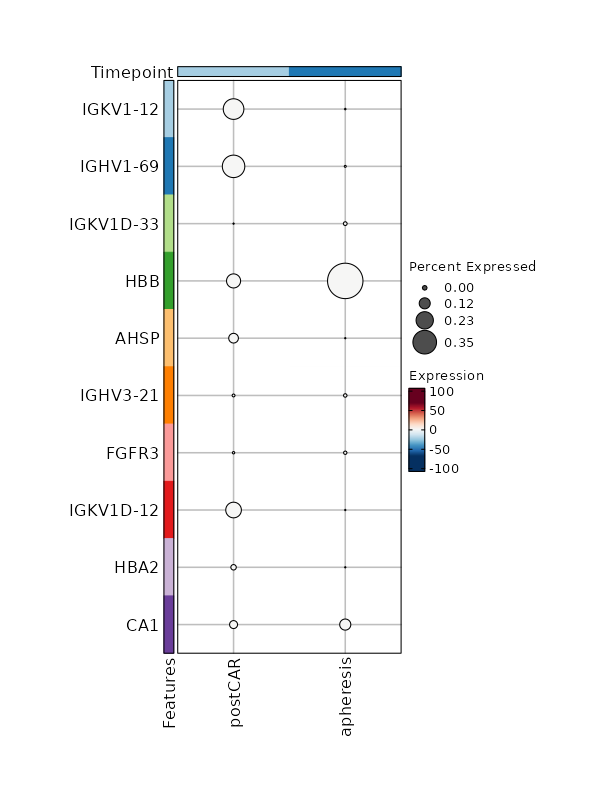 Timepoint
IGKV1-12
IGHV1-69
IGKV1D-33
HBB
AHSP
IGHV3-21
FGFR3
IGKV1D-12
HBA2
CA1
Features
postCAR
apheresis
Percent Expressed
0.00
0.12
0.23
0.35
Expression
100
50
0
-50
-100